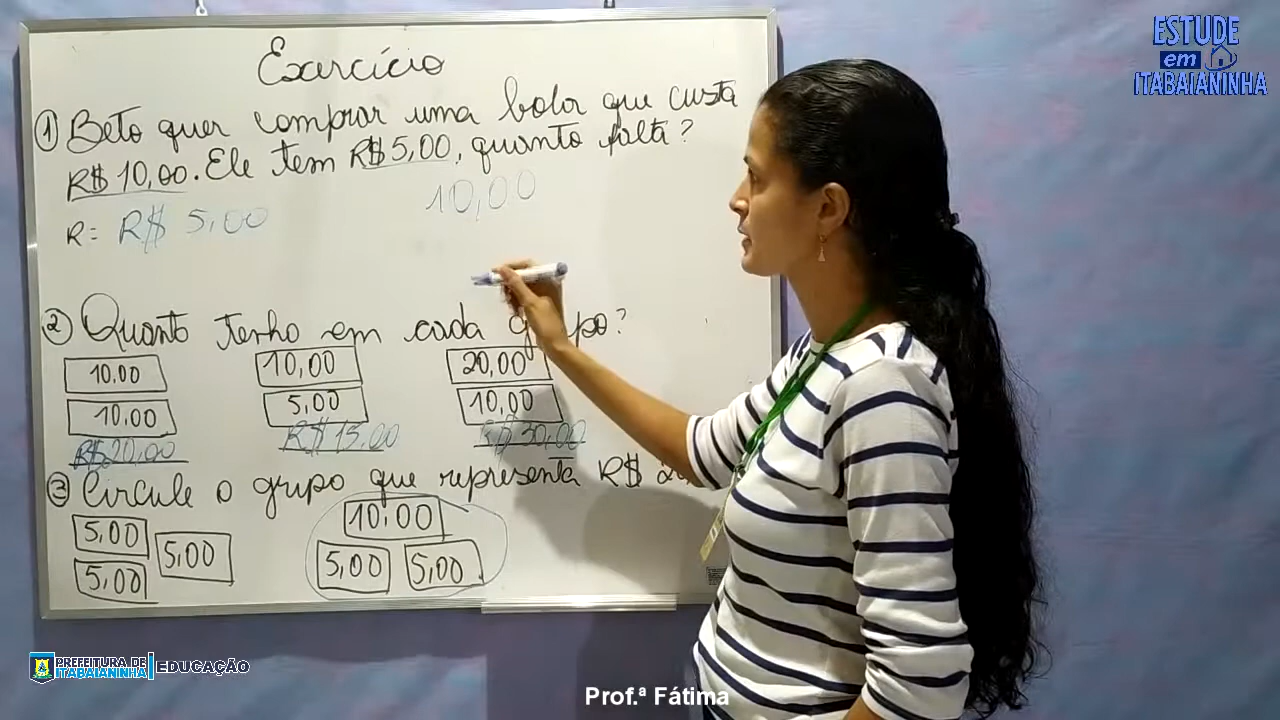 ESTUDE
em
ITABAIANINHA
Exercício
1 Beto quer comprar uma bola que custa
R$ 10,00. Ele tem R$ 5,00, quanto falta?
10,00
R= R$ 5,00
2 Quanto tenho em cada grupo?
10,00 10,00 20,00
10,00 5,00 10,00
R$ 20,00 R$ 15,00 R$ 30,00
3 Circule o grupo que representa R$
5,00 5,00 10,00
5,00 5,00 5,00
PREFEITURA DE
ITABAIANINHA
EDUCAÇÃO
Prof.ª Fátima